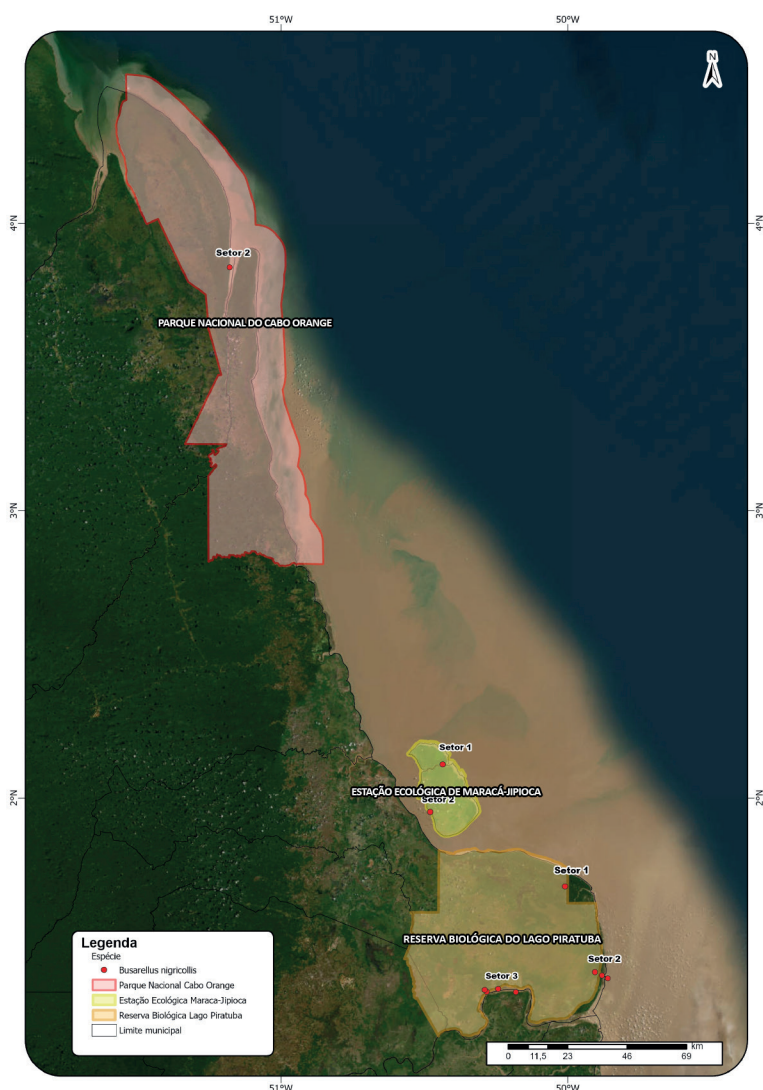 51°W 50°W
N
4°N 4°N
Setor 2
PARQUE NACIONAL DO CABO ORANGE
3°N 3°N
Setor 1
2°N 2°N
ESTAÇÃO ECOLÓGICA DE MARACÁ-JIPIOCA
Setor 2
Setor 1
RESERVA BIOLÓGICA DO LAGO PIRATUBA
Setor 2
Setor 3
Legenda
Espécie
Busarellus nigricollis
Parque Nacional Cabo Orange
Estação Ecológica Maraca-Jipioca
Reserva Biológica Lago Piratuba
Limite municipal
km
0 11,5 23 46 69
51°W 50°W